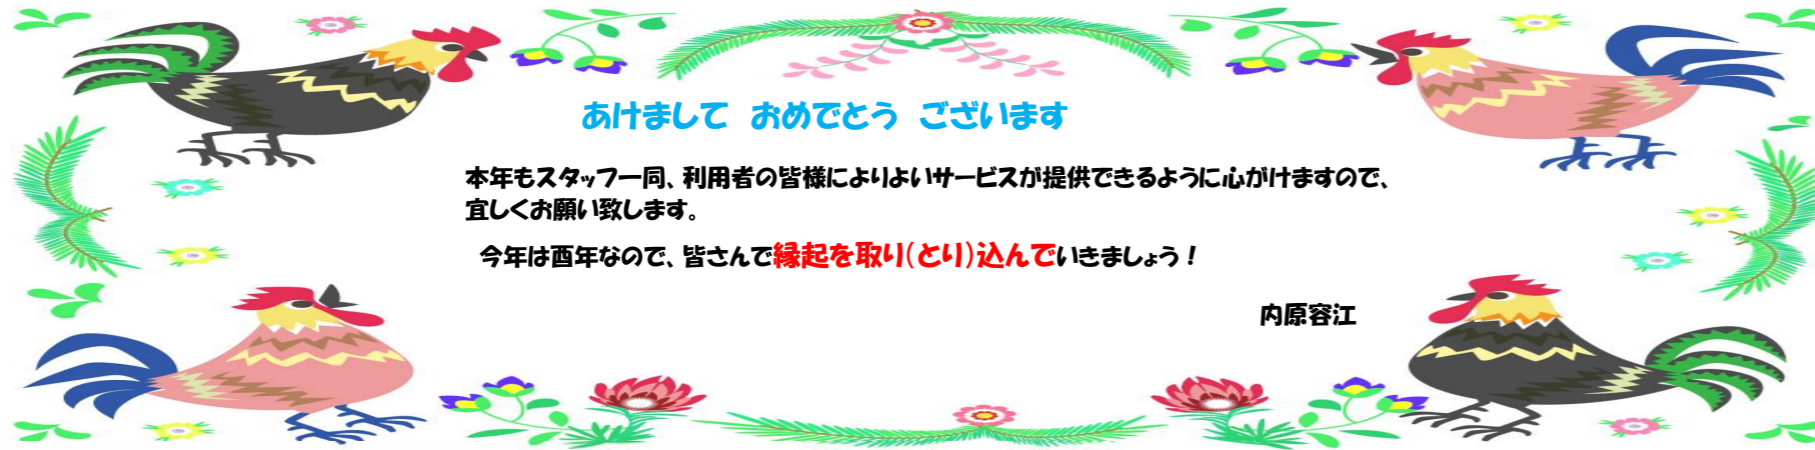 あけまして　おめでとう　ございます
本年もスタッフ一同、利用者の皆様によりよいサービスが提供できるように心がけますので、
宜しくお願い致します。
今年は酉年なので、皆さんで縁起を取り(とり)込んでいきましょう！
内原容江